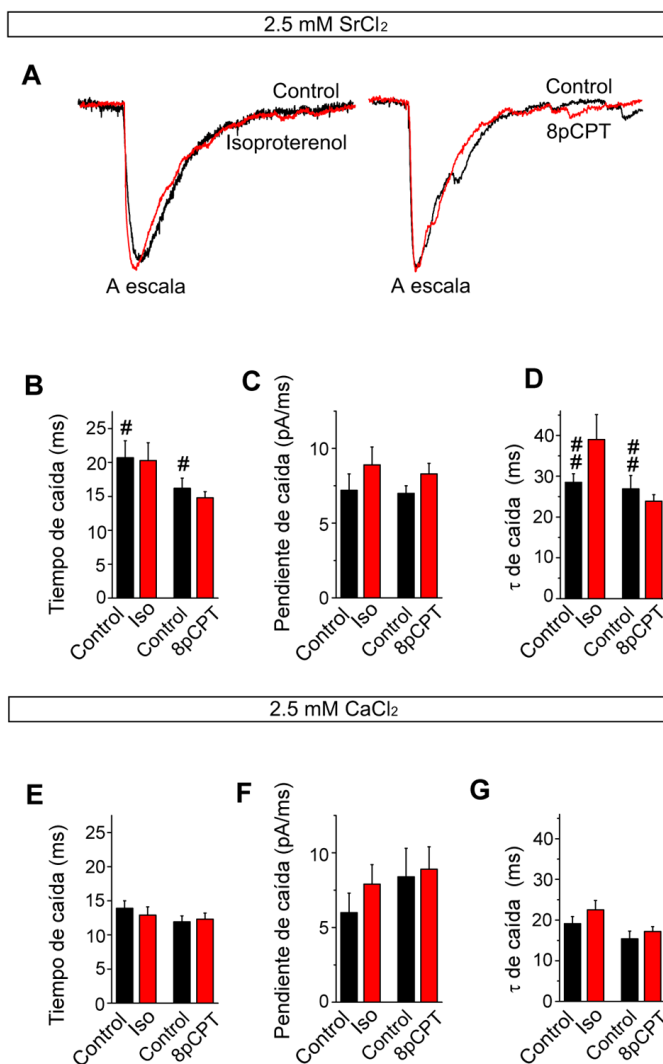 2.5 mM SrCl₂
A
Control
Isoproterenol
A escala
Control
8pCPT
A escala
B
Tiempo de caída (ms)
25
20
15
10
5
0
#
#
Control
Iso
Control
8pCPT
C
Pendiente de caída (pA/ms)
10
5
0
Control
Iso
Control
8pCPT
D
τ de caída (ms)
40
30
20
10
0
##
##
Control
Iso
Control
8pCPT
2.5 mM CaCl₂
E
Tiempo de caída (ms)
25
20
15
10
5
0
Control
Iso
Control
8pCPT
F
Pendiente de caída (pA/ms)
10
5
0
Control
Iso
Control
8pCPT
G
τ de caída (ms)
40
30
20
10
0
Control
Iso
Control
8pCPT